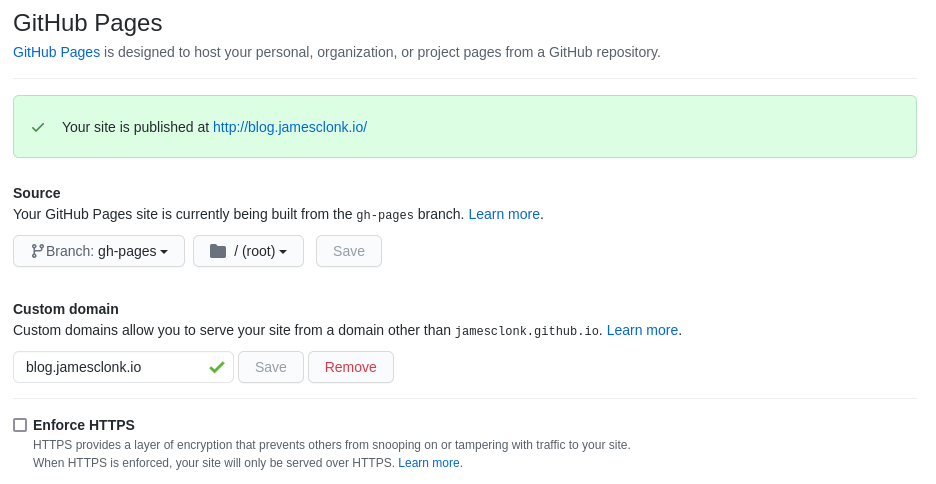 GitHub Pages
GitHub Pages is designed to host your personal, organization, or project pages from a GitHub repository.
Your site is published at http://blog.jamesclonk.io/
Source
Your GitHub Pages site is currently being built from the gh-pages branch. Learn more.
Branch: gh-pages / (root) Save
Custom domain
Custom domains allow you to serve your site from a domain other than jamesclonk.github.io. Learn more.
blog.jamesclonk.io Save Remove
Enforce HTTPS
HTTPS provides a layer of encryption that prevents others from snooping on or tampering with traffic to your site.
When HTTPS is enforced, your site will only be served over HTTPS. Learn more.